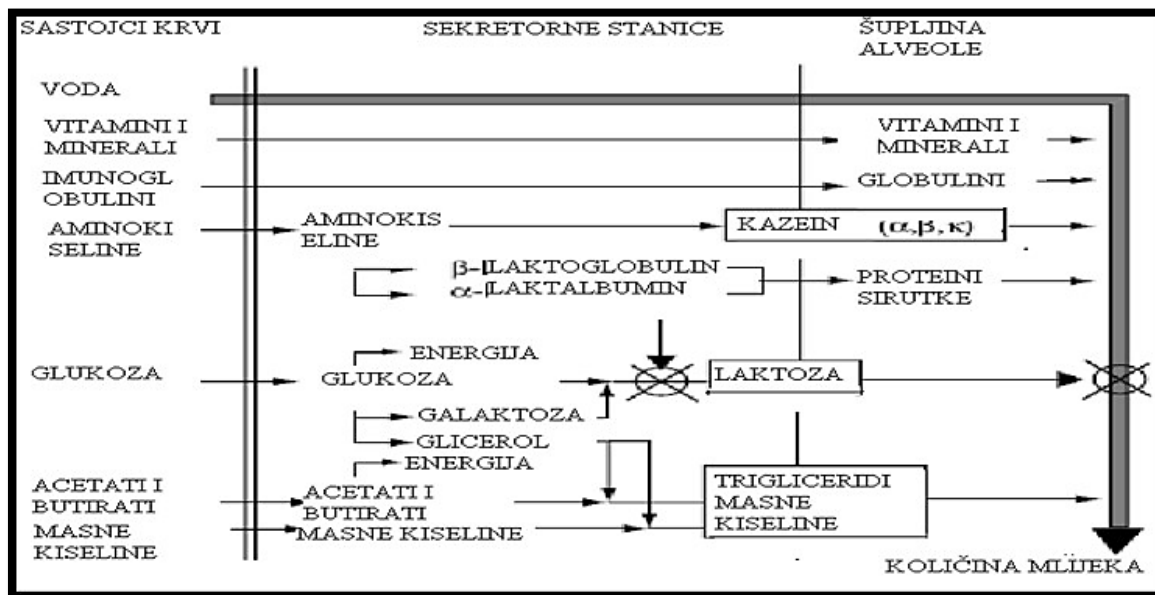 SASTOJCI KRVI
SEKRETORNE STANICE
ŠUPLJINA
ALVEOLE
VODA
VITAMINI I
MINERALI
VITAMINI I
MINERALI
IMUNOGL
OBULINI
GLOBULINI
AMINOKI
SELINE
AMINOKIS
ELINE
KAZEIN (α,β,κ)
β-LAKTOGLOBULIN
α-LAKTALBUMIN
PROTEINI
SIRUTKE
ENERGIJA
GLUKOZA
GLUKOZA
LAKTOZA
GALAKTOZA
GLICEROL
ENERGIJA
ACETATI I
BUTIRATI
ACETATI I
BUTIRATI
TRIGLICERIDI
MASNE
KISELINE
MASNE
KISELINE
MASNE KISELINE
KOLIČINA MLIJEKA